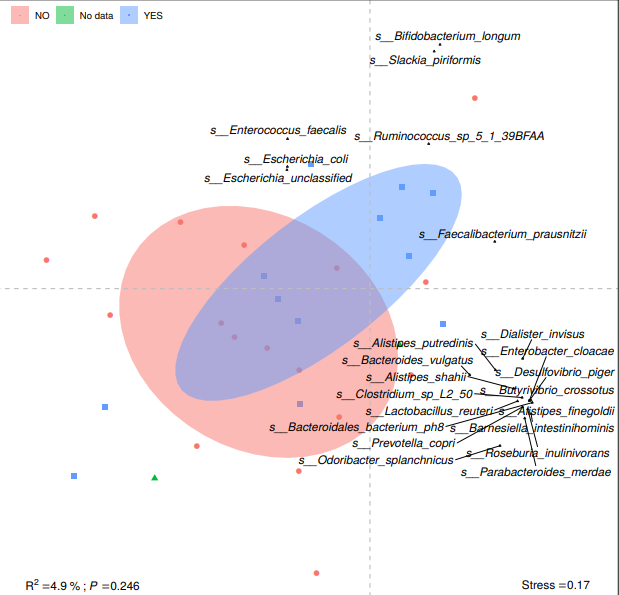 NO No data YES
s__Bifidobacterium_longum
s__Slackia_piriformis
s__Enterococcus_faecalis
s__Ruminococcus_sp_5_1_39BFAA
s__Escherichia_coli
s__Escherichia_unclassified
s__Faecalibacterium_prausnitzii
s__Dialister_invisus
s__Alistipes_putredinis
s__Enterobacter_cloacae
s__Bacteroides_vulgatus
s__Desulfovibrio_piger
s__Alistipes_shahii
s__Butyrivibrio_crossotus
s__Clostridium_sp_L2_50
s__Lactobacillus_reuteri
s__Alistipes_finegoldii
s__Bacteroidales_bacterium_ph8
s__Barnesiella_intestinihominis
s__Prevotella_copri
s__Roseburia_inulinivorans
s__Odoribacter_splanchnicus
s__Parabacteroides_merdae
R² =4.9 % ; P =0.246
Stress =0.17